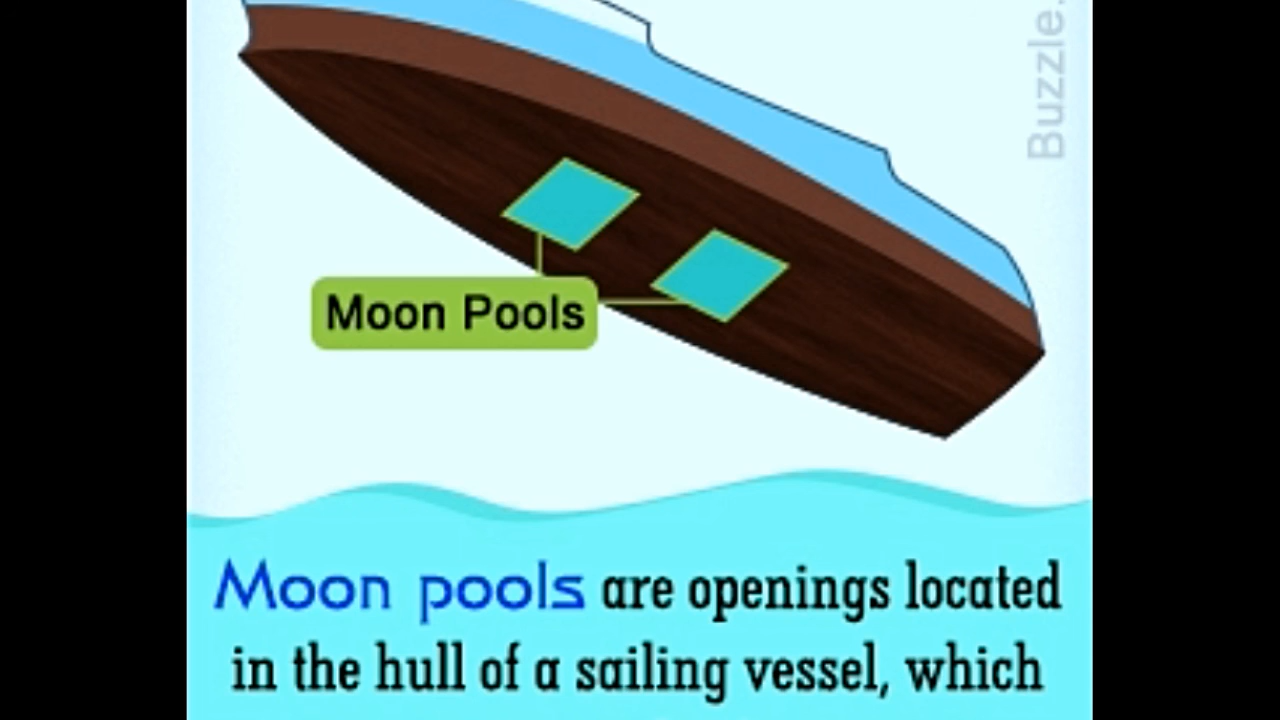 Buzzle.
Moon Pools
Moon pools are openings located
in the hull of a sailing vessel, which